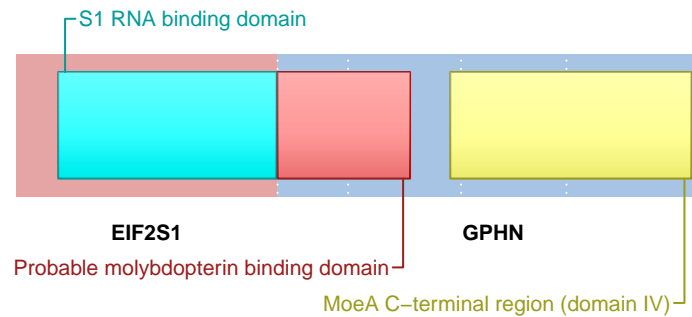 S1 RNA binding domain
EIF2S1
GPHN
Probable molybdopterin binding domain
MoeA C−terminal region (domain IV)